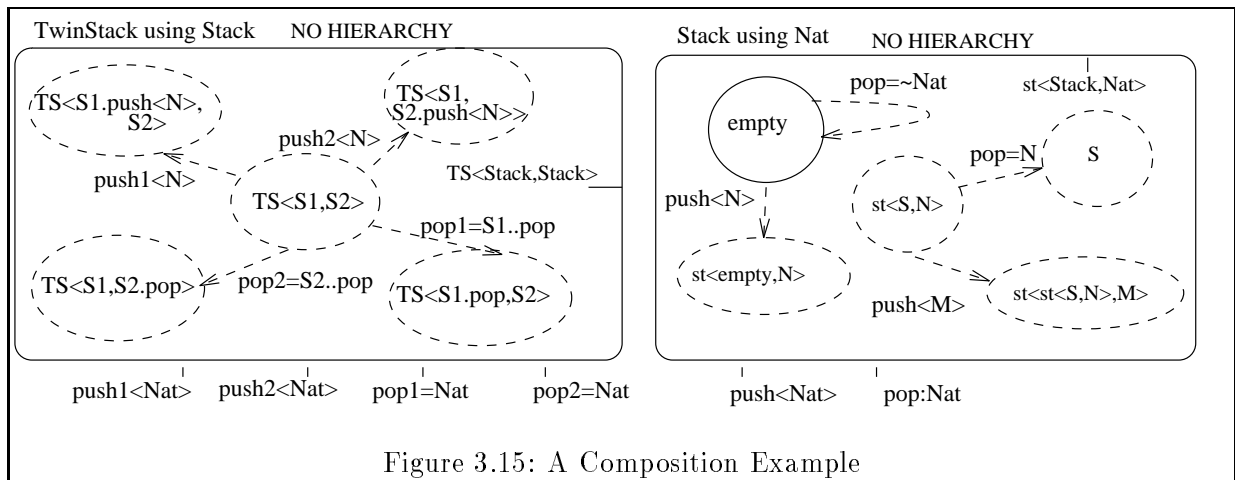 TwinStack using Stack NO HIERARCHY
TS<S1.push<N>,
S2>
TS<S1,
S2.push<N>>
push2<N>
push1<N>
TS<Stack,Stack>
TS<S1,S2>
pop1=S1..pop
TS<S1,S2.pop>
pop2=S2..pop
TS<S1.pop,S2>
push1<Nat>
push2<Nat>
pop1=Nat
pop2=Nat
Stack using Nat NO HIERARCHY
pop=~Nat
st<Stack,Nat>
empty
pop=N
S
push<N>
st<S,N>
st<empty,N>
push<M>
st<st<S,N>,M>
push<Nat>
pop:Nat
Figure 3.15: A Composition Example